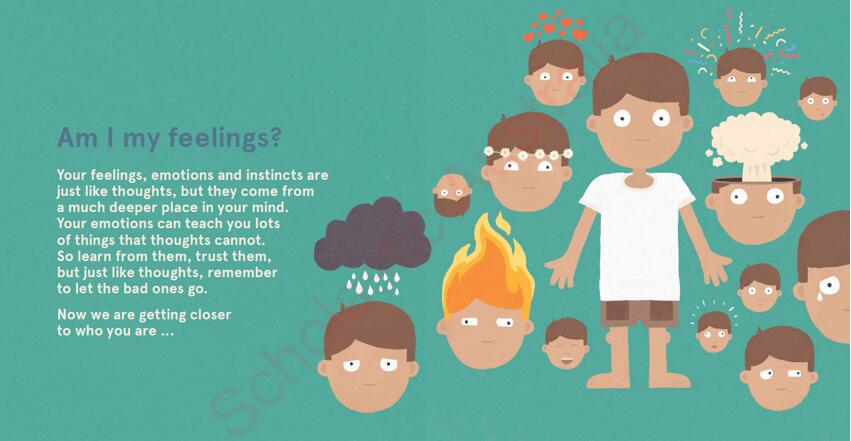 Am I my feelings?
Your feelings, emotions and instincts are
just like thoughts, but they come from
a much deeper place in your mind.
Your emotions can teach you lots
of things that thoughts cannot.
So learn from them, trust them,
but just like thoughts, remember
to let the bad ones go.
Now we are getting closer
to who you are ...